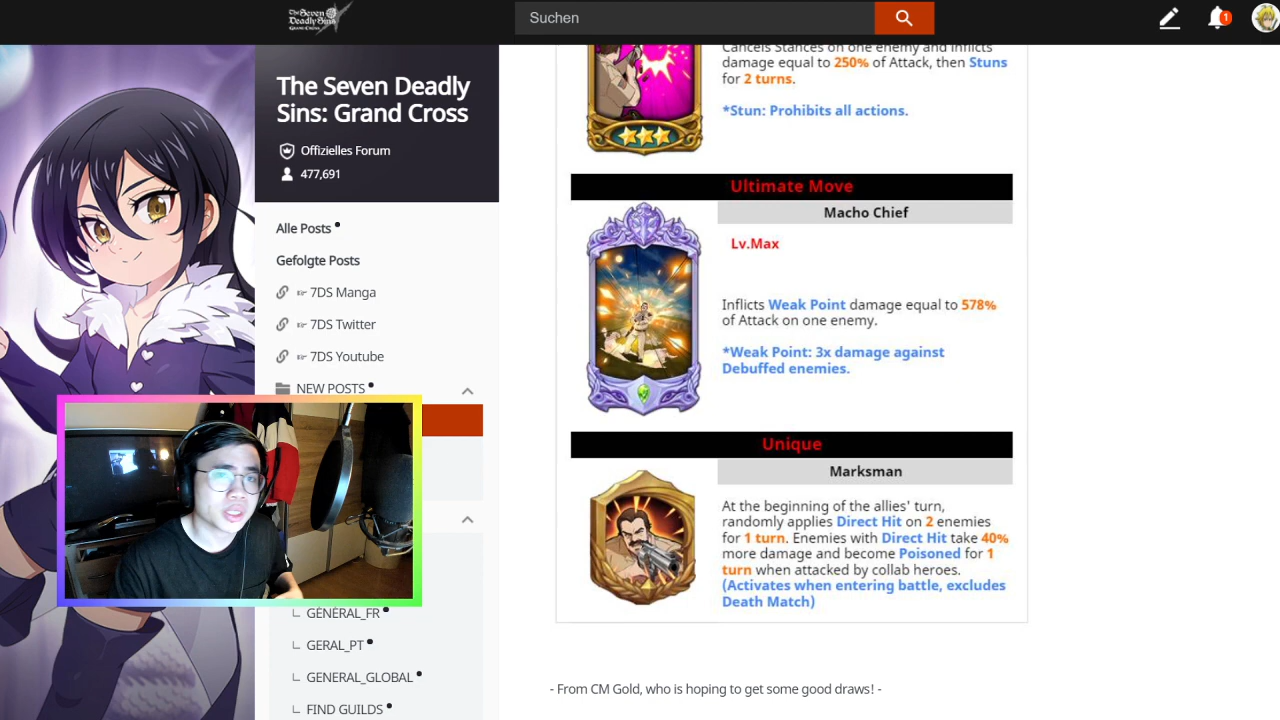 The Seven
Deadly Sins
GRAND CROSS
Suchen
1
The Seven Deadly
Sins: Grand Cross
Offizielles Forum
477,691
Alle Posts
Gefolgte Posts
☞ 7DS Manga
☞ 7DS Twitter
☞ 7DS Youtube
NEW POSTS
GÉNÉRAL_FR
GERAL_PT
GENERAL_GLOBAL
FIND GUILDS
Cancels Stances on one enemy and inflicts
damage equal to 250% of Attack, then Stuns
for 2 turns.
*Stun: Prohibits all actions.
Ultimate Move
Macho Chief
Lv.Max
Inflicts Weak Point damage equal to 578%
of Attack on one enemy.
*Weak Point: 3x damage against
Debuffed enemies.
Unique
Marksman
At the beginning of the allies' turn,
randomly applies Direct Hit on 2 enemies
for 1 turn. Enemies with Direct Hit take 40%
more damage and become Poisoned for 1
turn when attacked by collab heroes.
(Activates when entering battle, excludes
Death Match)
- From CM Gold, who is hoping to get some good draws! -